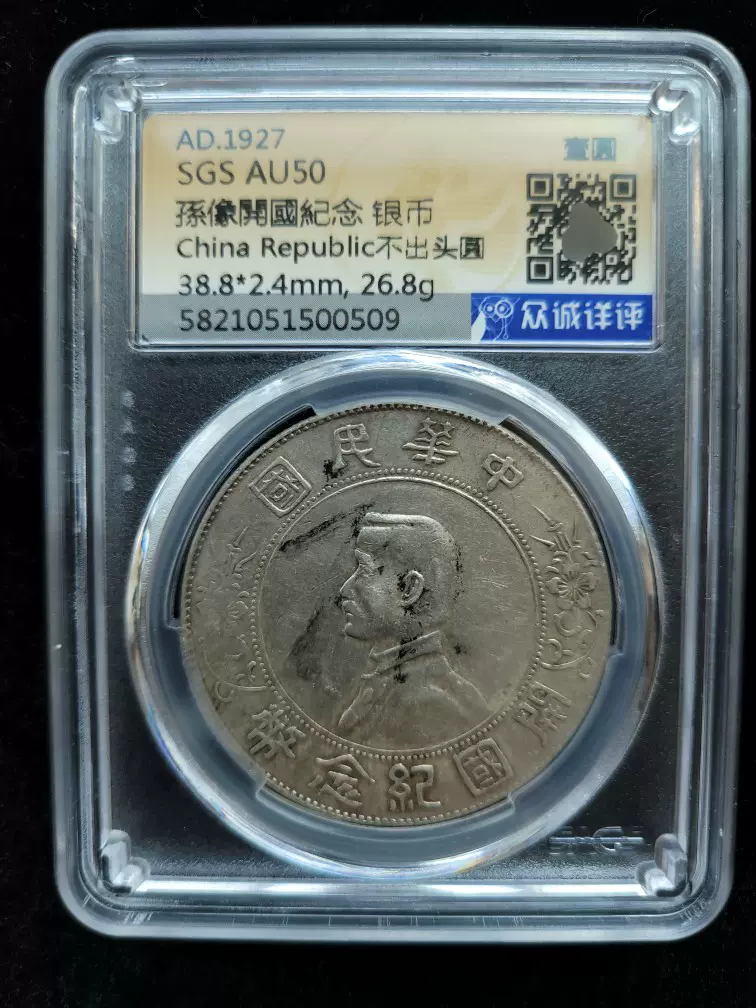 AD.1927
壹圓
SGS AU50
孫像開國紀念 银币
China Republic不出头圓
38.8*2.4mm, 26.8g
5821051500509
众诚详评
中華民國
開國紀念幣